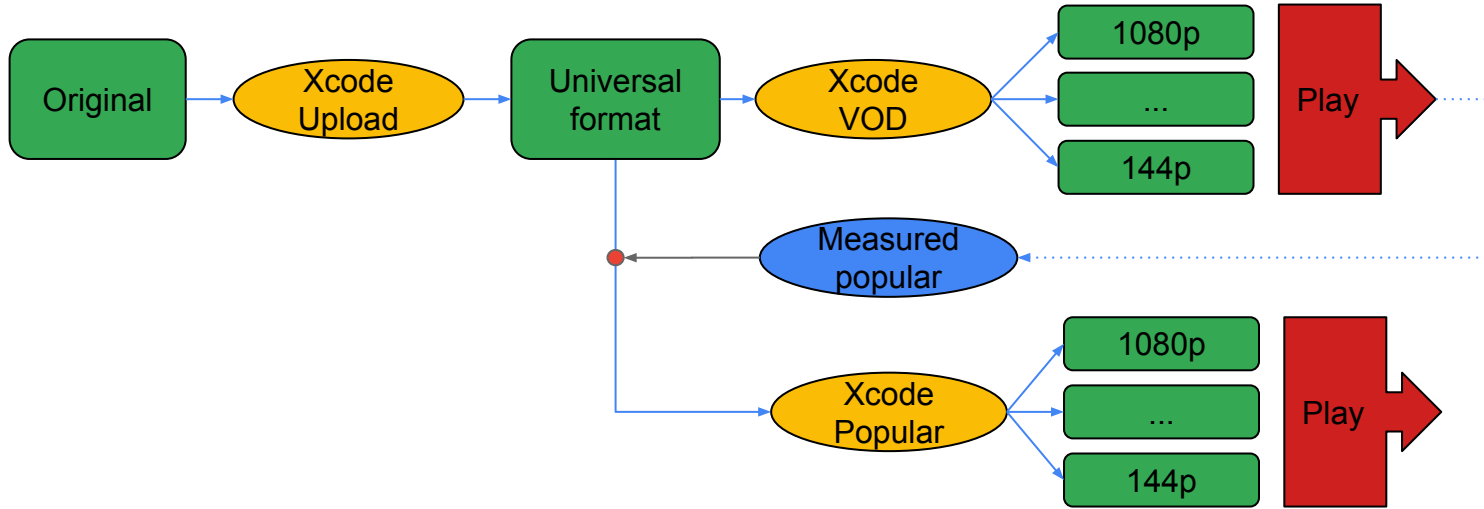 Original
Xcode
Upload
Universal
format
Xcode
VOD
1080p
...
144p
Play
Measured
popular
Xcode
Popular
1080p
...
144p
Play